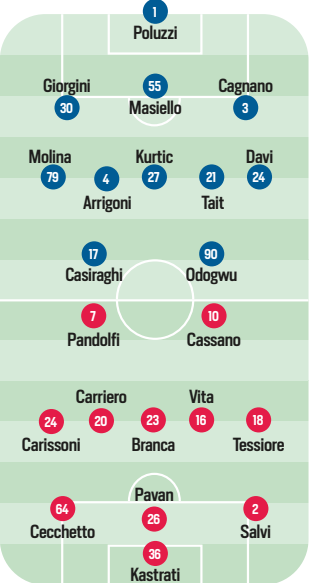 1
Poluzzi
Giorgini 55 Cagnano
30 Masiello 3
Molina Kurtic Davi
79 4 27 21 24
Arrigoni Tait
17 90
Casiraghi Odogwu
7 10
Pandolfi Cassano
Carriero Vita
24 20 23 16 18
Carissoni Branca Tessiore
Pavan
64 26 2
Cecchetto Salvi
36
Kastrati